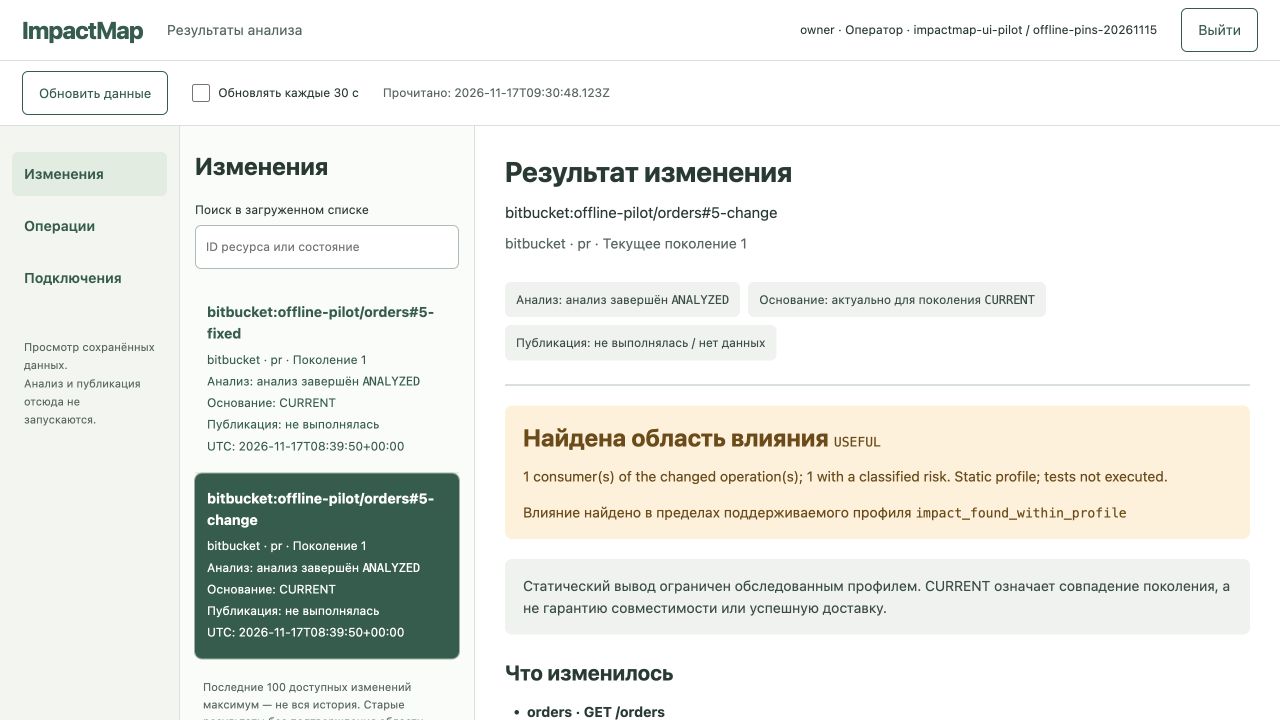 ImpactMap
Результаты анализа
owner · Оператор · impactmap-ui-pilot / offline-pins-20261115
Выйти
Обновить данные
Обновлять каждые 30 с
Прочитано: 2026-11-17T09:30:48.123Z
Изменения
Операции
Подключения
Просмотр сохранённых
данных.
Анализ и публикация
отсюда не
запускаются.
Изменения
Поиск в загруженном списке
ID ресурса или состояние
bitbucket:offline-pilot/orders#5-
fixed
bitbucket · pr · Поколение 1
Анализ: анализ завершён ANALYZED
Основание: CURRENT
Публикация: не выполнялась
UTC: 2026-11-17T08:39:50+00:00
bitbucket:offline-pilot/orders#5-
change
bitbucket · pr · Поколение 1
Анализ: анализ завершён ANALYZED
Основание: CURRENT
Публикация: не выполнялась
UTC: 2026-11-17T08:39:50+00:00
Последние 100 доступных изменений
максимум — не вся история. Старые
Результат изменения
bitbucket:offline-pilot/orders#5-change
bitbucket · pr · Текущее поколение 1
Анализ: анализ завершён ANALYZED
Основание: актуально для поколения CURRENT
Публикация: не выполнялась / нет данных
Найдена область влияния USEFUL
1 consumer(s) of the changed operation(s); 1 with a classified risk. Static profile; tests not executed.
Влияние найдено в пределах поддерживаемого профиля impact_found_within_profile
Статический вывод ограничен обследованным профилем. CURRENT означает совпадение поколения, а
не гарантию совместимости или успешную доставку.
Что изменилось
• orders · GET /orders